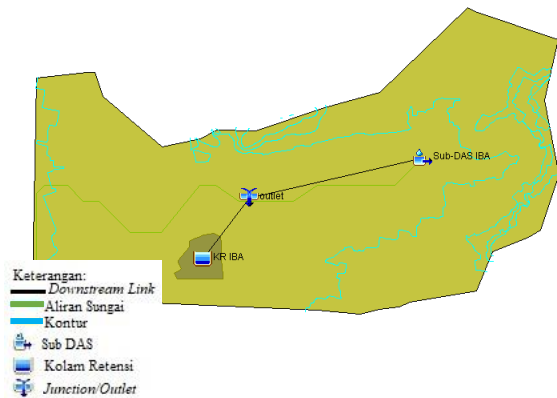 Sub-DAS IBA
outlet
KR IBA
Keterangan:
Downstream Link
Aliran Sungai
Kontur
Sub DAS
Kolam Retensi
Junction/Outlet